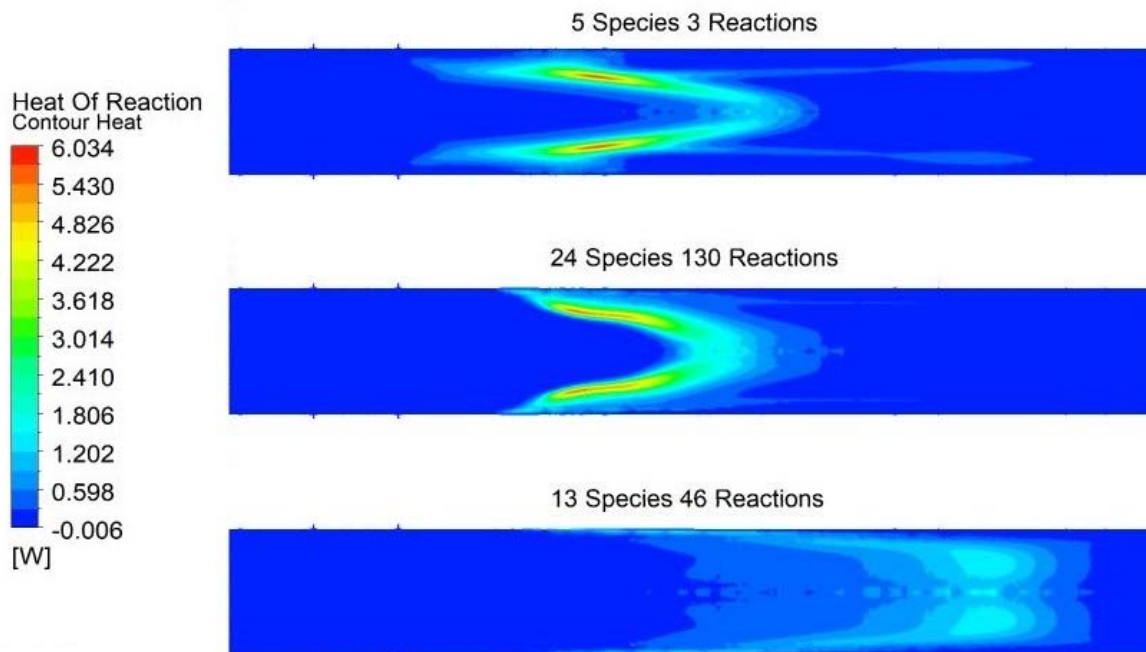 5 Species 3 Reactions
Heat Of Reaction
Contour Heat
6.034
5.430
4.826
4.222
3.618
3.014
2.410
1.806
1.202
0.598
-0.006
[W]
24 Species 130 Reactions
13 Species 46 Reactions